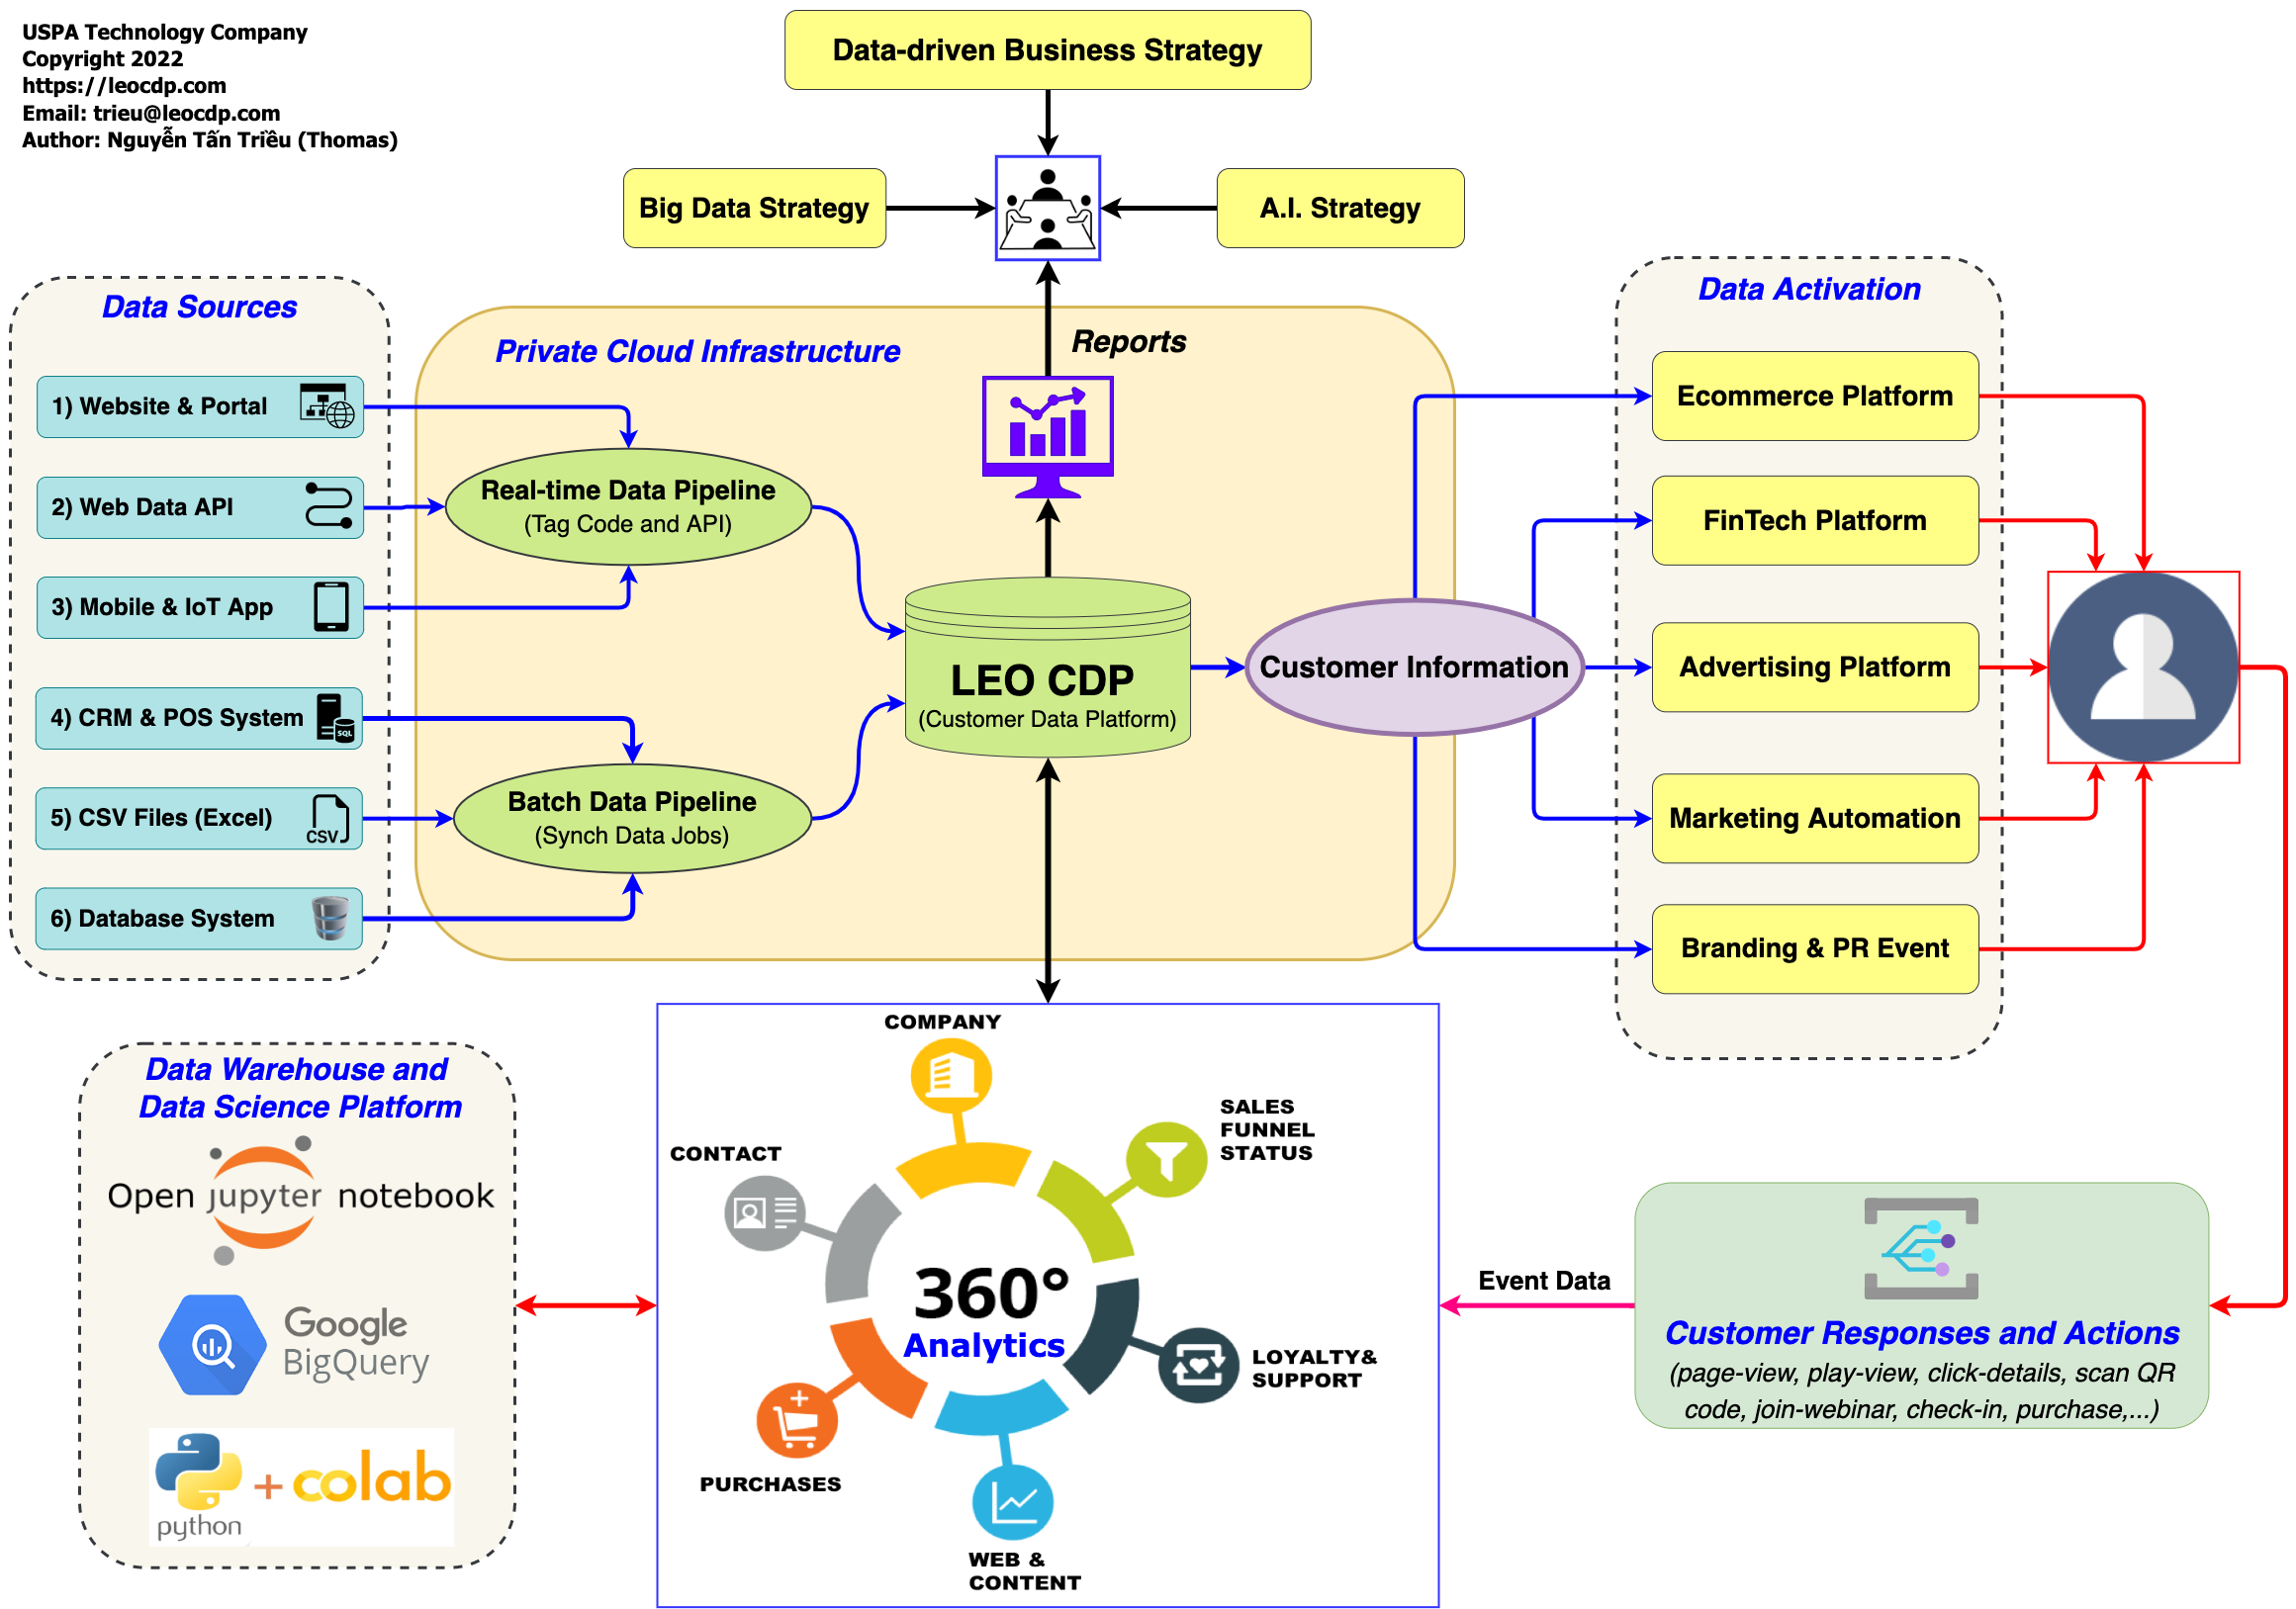 USPA Technology Company
Copyright 2022
https://leocdp.com
Email: trieu@leocdp.com
Author: Nguyễn Tấn Triều (Thomas)
Data-driven Business Strategy
Big Data Strategy
A.I. Strategy
Data Sources
1) Website & Portal
2) Web Data API
3) Mobile & IoT App
4) CRM & POS System
SQL
5) CSV Files (Excel)
CSV
6) Database System
Private Cloud Infrastructure
Reports
Real-time Data Pipeline
(Tag Code and API)
Batch Data Pipeline
(Synch Data Jobs)
LEO CDP
(Customer Data Platform)
Customer Information
Data Activation
Ecommerce Platform
FinTech Platform
Advertising Platform
Marketing Automation
Branding & PR Event
Data Warehouse and
Data Science Platform
Open jupyter notebook
Google
BigQuery
python + colab
COMPANY
SALES
FUNNEL
STATUS
CONTACT
360°
Analytics
LOYALTY&
SUPPORT
PURCHASES
WEB &
CONTENT
Event Data
Customer Responses and Actions
(page-view, play-view, click-details, scan QR
code, join-webinar, check-in, purchase,...)